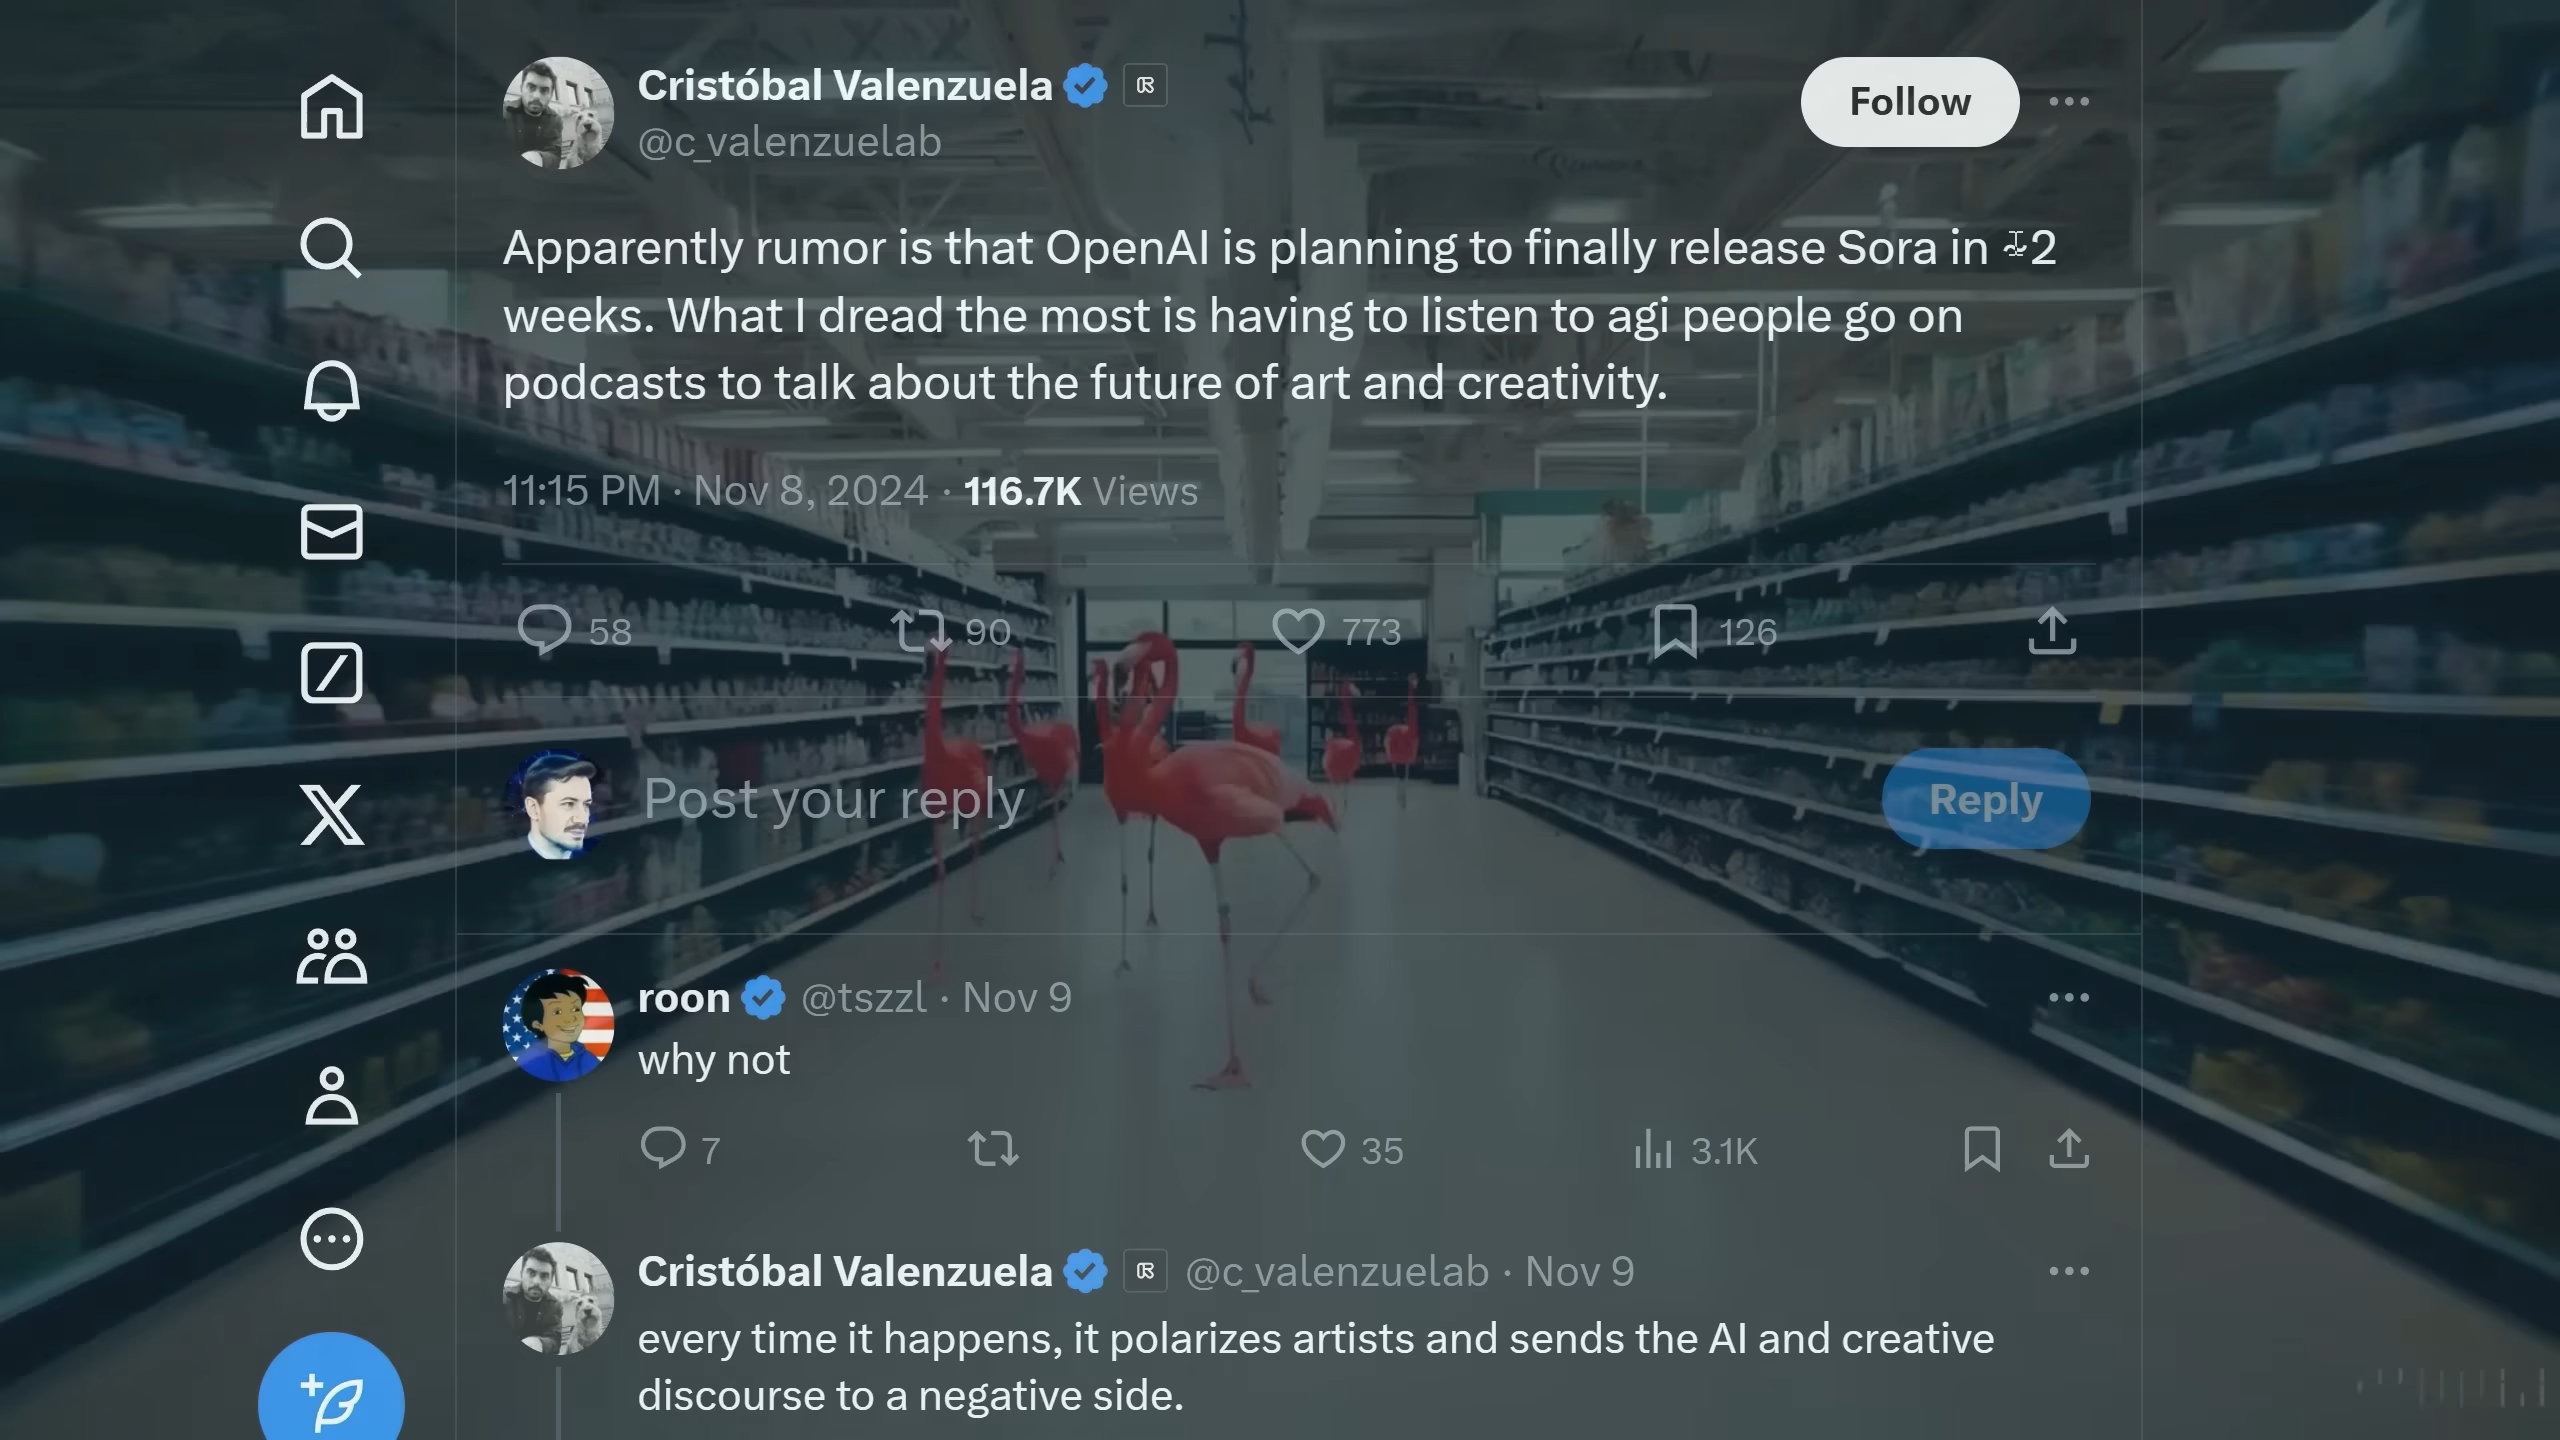 Cristóbal Valenzuela
@c_valenzuelab
Follow
Apparently rumor is that OpenAI is planning to finally release Sora in ~2
weeks. What I dread the most is having to listen to agi people go on
podcasts to talk about the future of art and creativity.
11:15 PM · Nov 8, 2024 · 116.7K Views
58 90 773 126
Post your reply
Reply
roon @tszzl · Nov 9
why not
7 35 3.1K
Cristóbal Valenzuela @c_valenzuelab · Nov 9
every time it happens, it polarizes artists and sends the AI and creative
discourse to a negative side.